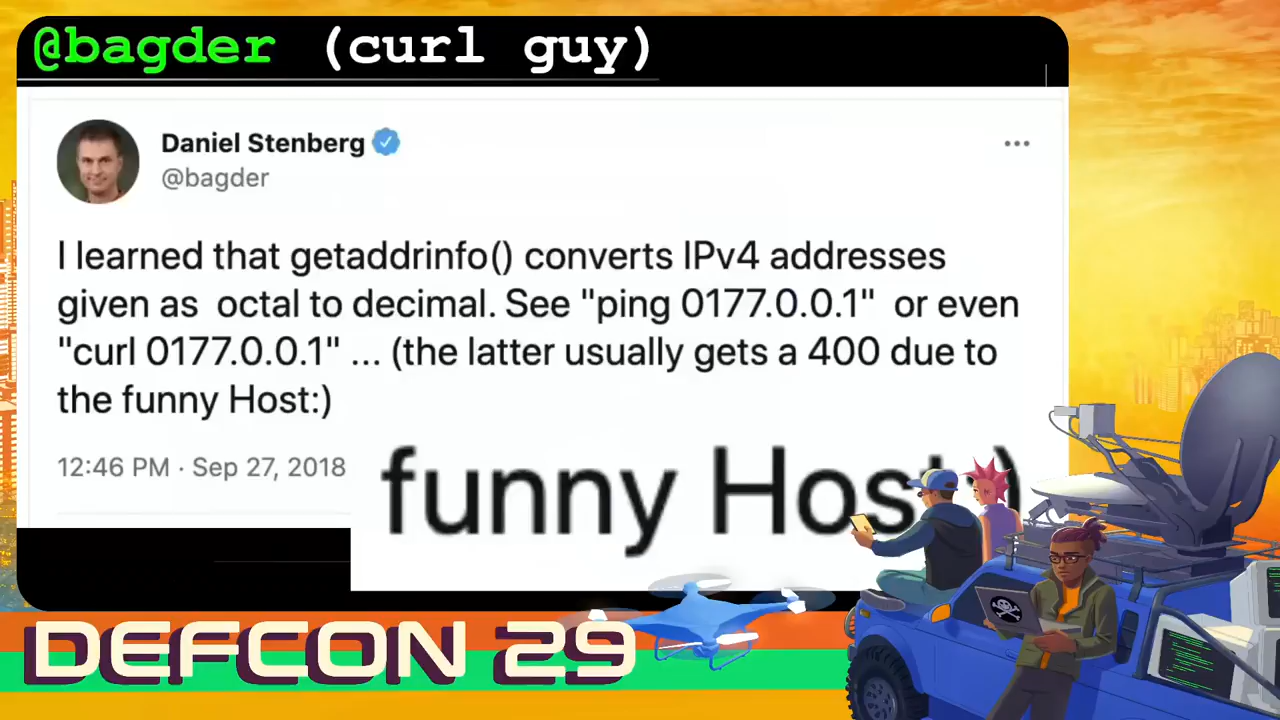 @bagder (curl guy)
Daniel Stenberg
@bagder
I learned that getaddrinfo() converts IPv4 addresses
given as  octal to decimal. See "ping 0177.0.0.1"  or even
"curl 0177.0.0.1" ... (the latter usually gets a 400 due to
the funny Host:)
12:46 PM · Sep 27, 2018
funny Host:)
DEFCON 29